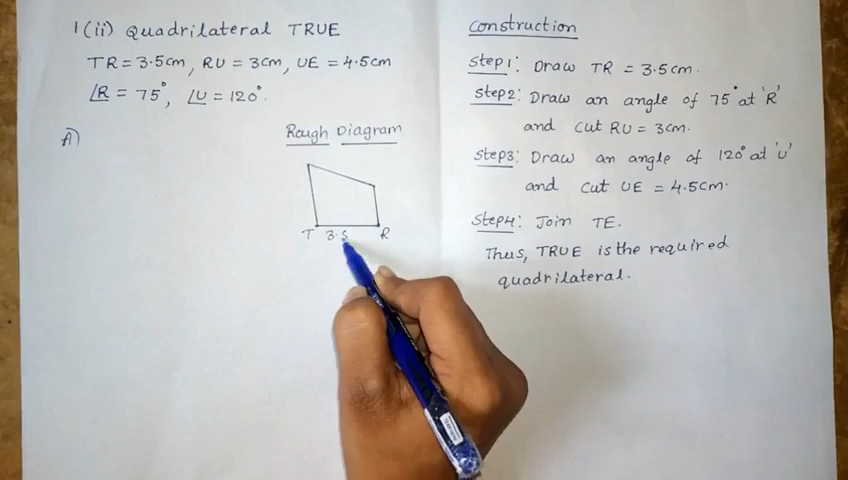 1(ii) Quadrilateral TRUE
TR = 3.5cm, RU = 3cm, UE = 4.5cm
∠R = 75°, ∠U = 120°.
A)
Rough Diagram
T 3.5 R
Construction
Step1: Draw TR = 3.5cm.
Step2: Draw an angle of 75° at 'R'
and cut RU = 3cm.
Step3: Draw an angle of 120° at 'U'
and cut UE = 4.5cm.
Step4: Join TE.
Thus, TRUE is the required
quadrilateral.